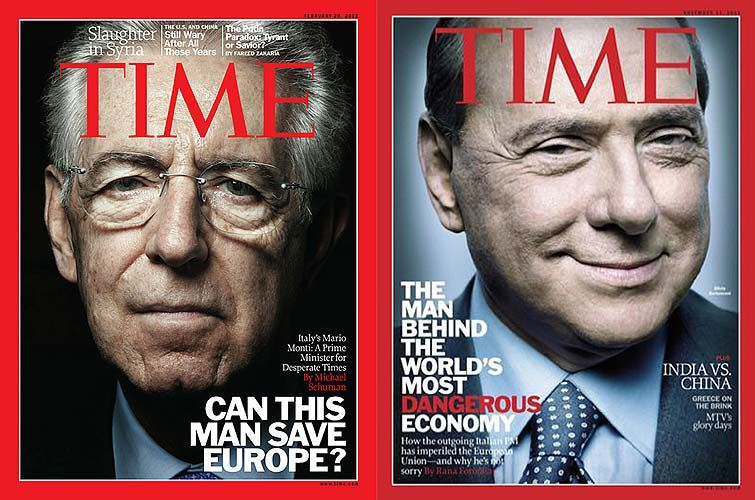 FEBRUARY 20, 2012
Slaughter
in Syria
THE U.S. AND CHINA
Still Wary
After All
These Years
The Putin
Paradox: Tyrant
or Savior?
BY FAREED ZAKARIA
TIME
Italy's Mario
Monti: A Prime
Minister for
Desperate Times
By Michael
Schuman
CAN THIS
MAN SAVE
EUROPE?
www.time.com
NOVEMBER 21, 2011
TIME
Silvio
Berlusconi
THE
MAN
BEHIND
THE
WORLD'S
MOST
DANGEROUS
ECONOMY
How the outgoing Italian PM
has imperiled the European
Union—and why he's not
sorry By Rana Foroohar
PLUS
INDIA VS.
CHINA
GREECE ON
THE BRINK
MTV's
glory days